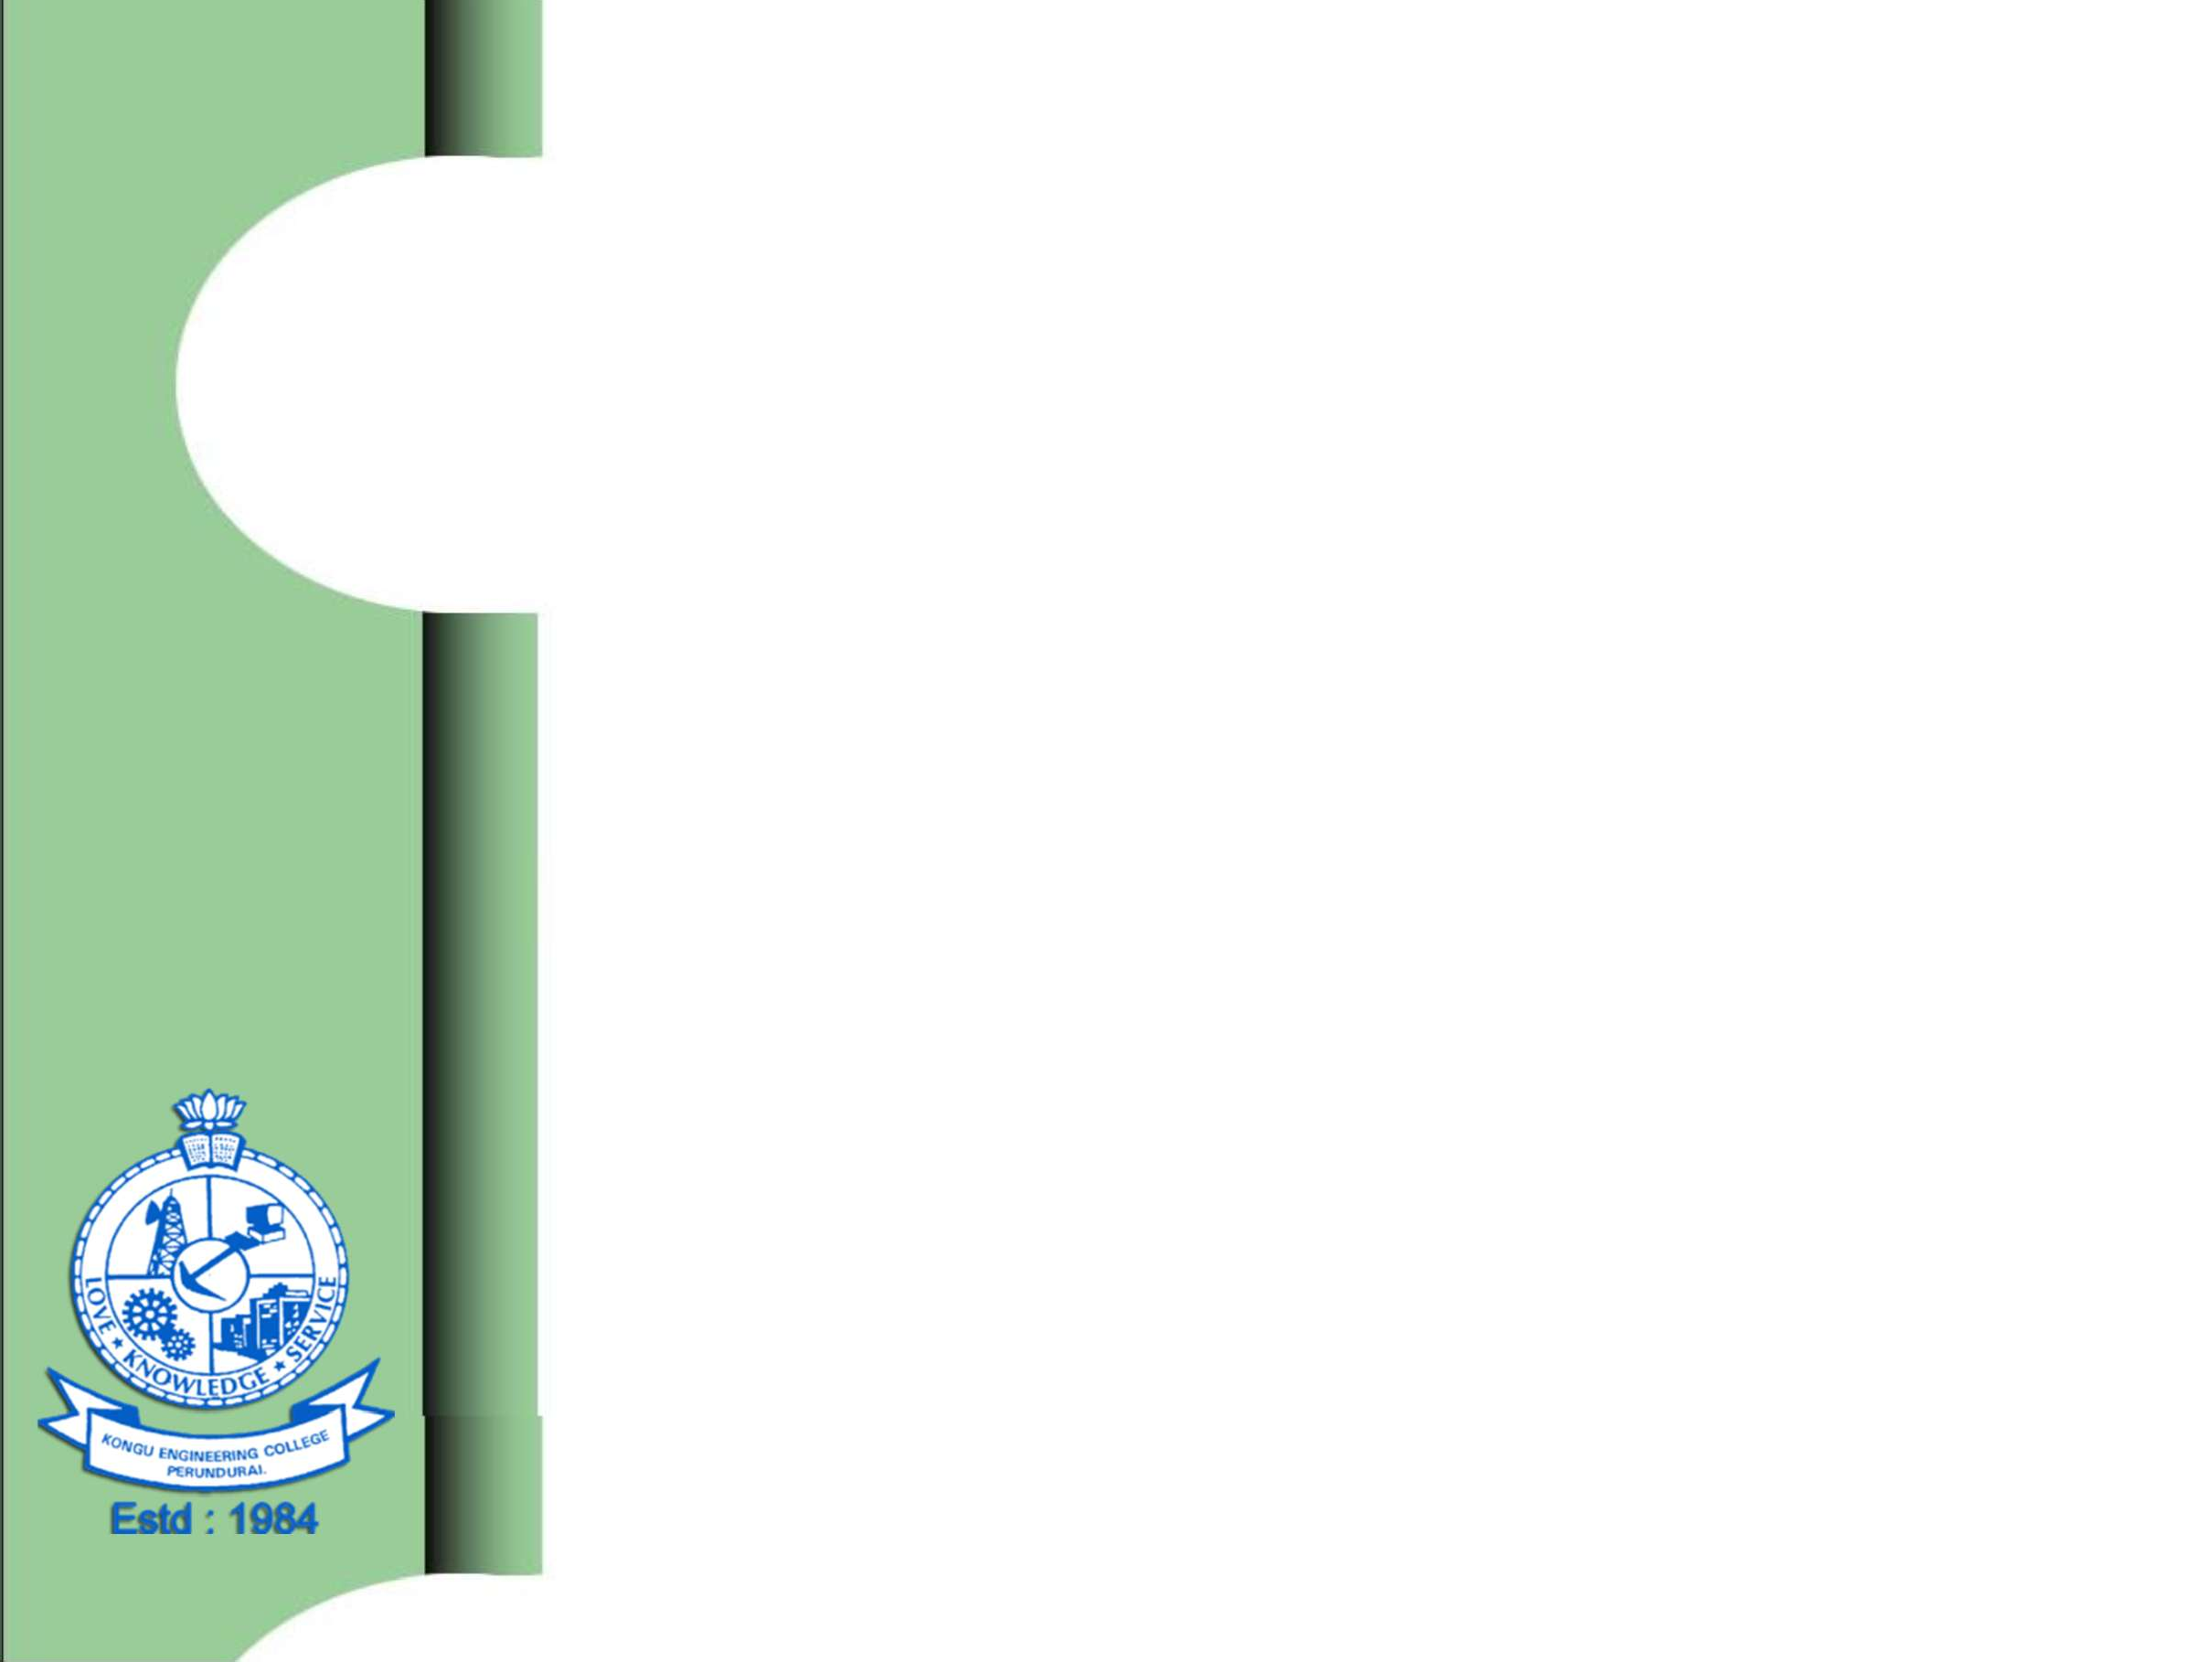 LOVE ★ KNOWLEDGE ★ SERVICE
KONGU ENGINEERING COLLEGE
PERUNDURAI.
Estd : 1984